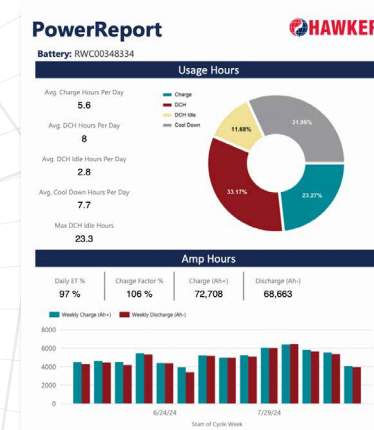 PowerReport
HAWKER
Battery: RWC00348334
Usage Hours
Avg. Charge Hours Per Day
5.6
Avg. DCH Hours Per Day
8
Avg. DCH Idle Hours Per Day
2.8
Avg. Cool Down Hours Per Day
7.7
Max DCH Idle Hours
23.3
Charge
DCH
DCH Idle
Cool Down
11.68%
31.88%
33.17%
23.27%
Amp Hours
Daily ET % Charge Factor % Charge (Ah+) Discharge (Ah-)
97 % 106 % 72,708 68,663
Weekly Charge (Ah+) Weekly Discharge (Ah-)
8000
6000
4000
2000
0
6/24/24 7/29/24
Start of Cycle Week